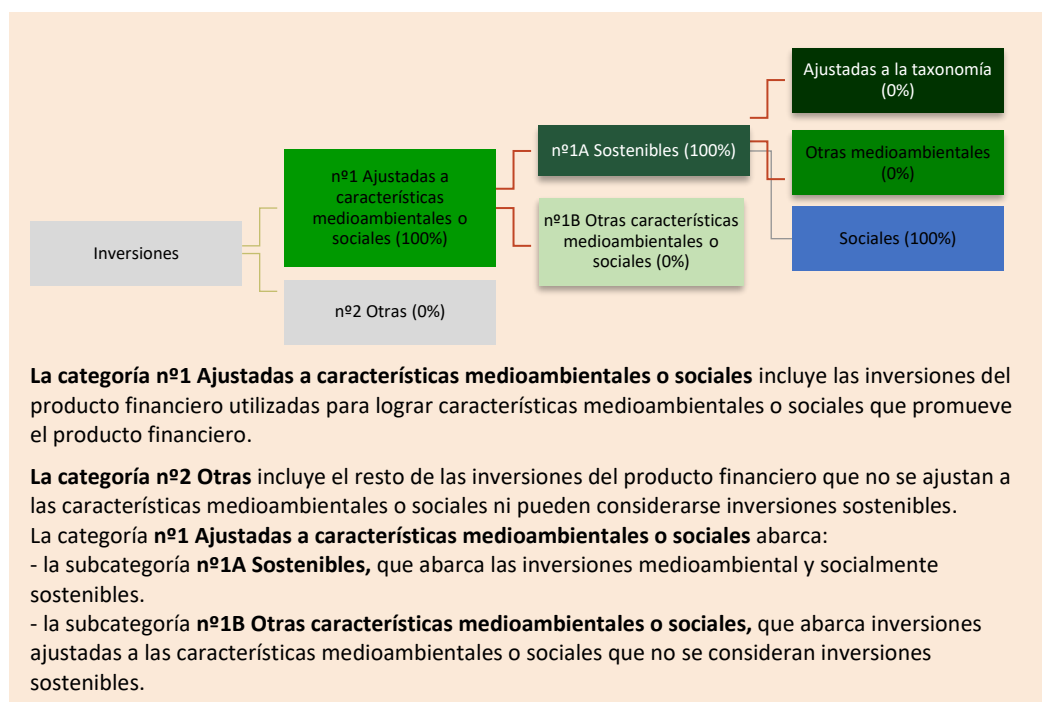 Ajustadas a la taxonomía
(0%)
nº1A Sostenibles (100%)
Otras medioambientales
(0%)
nº1 Ajustadas a
características
medioambientales o
sociales (100%)
nº1B Otras características
medioambientales o
sociales (0%)
Sociales (100%)
Inversiones
nº2 Otras (0%)
La categoría nº1 Ajustadas a características medioambientales o sociales incluye las inversiones del
producto financiero utilizadas para lograr características medioambientales o sociales que promueve
el producto financiero.
La categoría nº2 Otras incluye el resto de las inversiones del producto financiero que no se ajustan a
las características medioambientales o sociales ni pueden considerarse inversiones sostenibles.
La categoría nº1 Ajustadas a características medioambientales o sociales abarca:
- la subcategoría nº1A Sostenibles, que abarca las inversiones medioambiental y socialmente
sostenibles.
- la subcategoría nº1B Otras características medioambientales o sociales, que abarca inversiones
ajustadas a las características medioambientales o sociales que no se consideran inversiones
sostenibles.